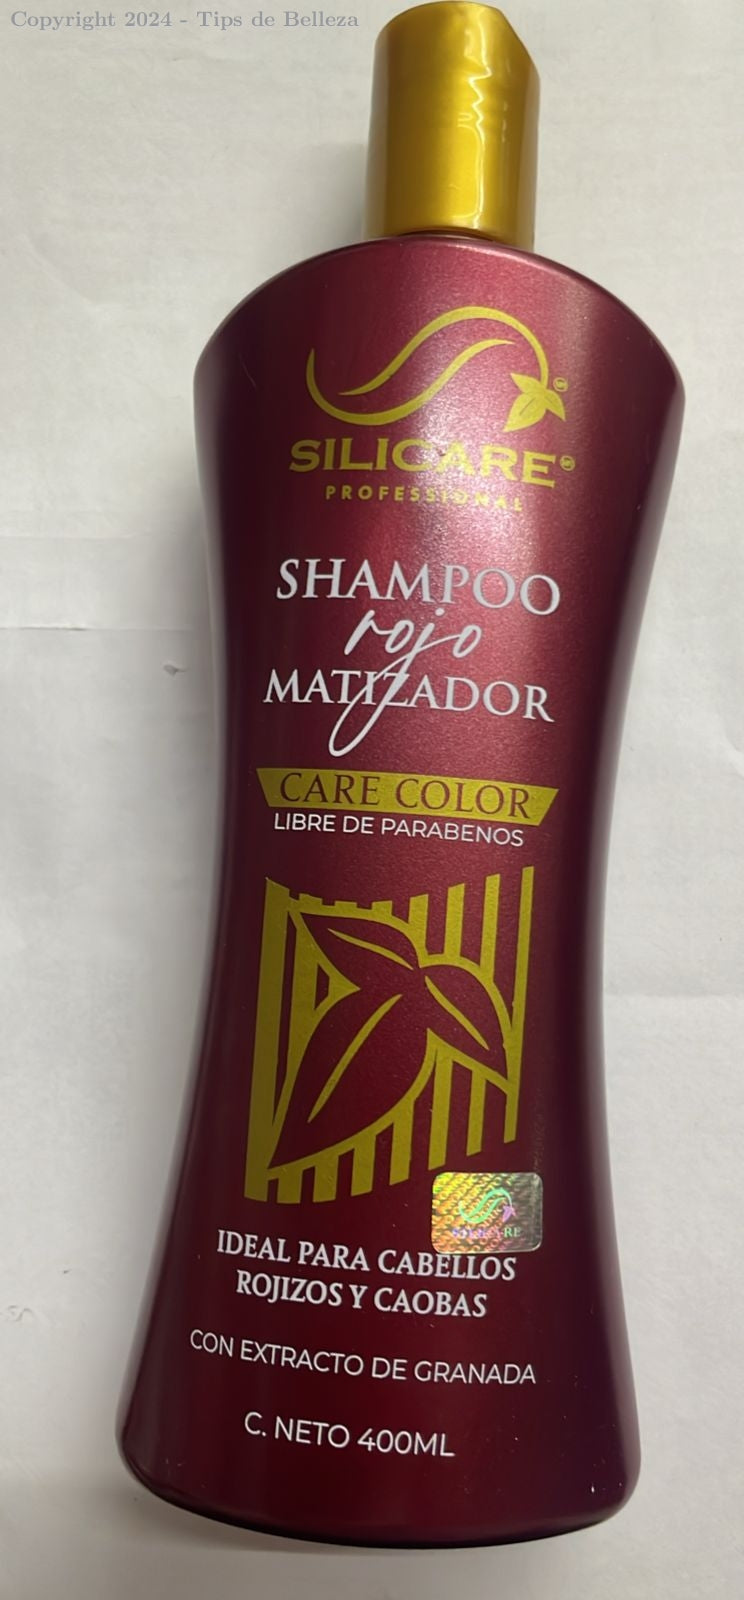 Copyright 2024 - Tips de Belleza
SILICARE
PROFESSIONAL
SHAMPOO
rojo
MATIZADOR
CARE COLOR
LIBRE DE PARABENOS
SILICARE
IDEAL PARA CABELLOS
ROJIZOS Y CAOBAS
CON EXTRACTO DE GRANADA
C. NETO 400ML